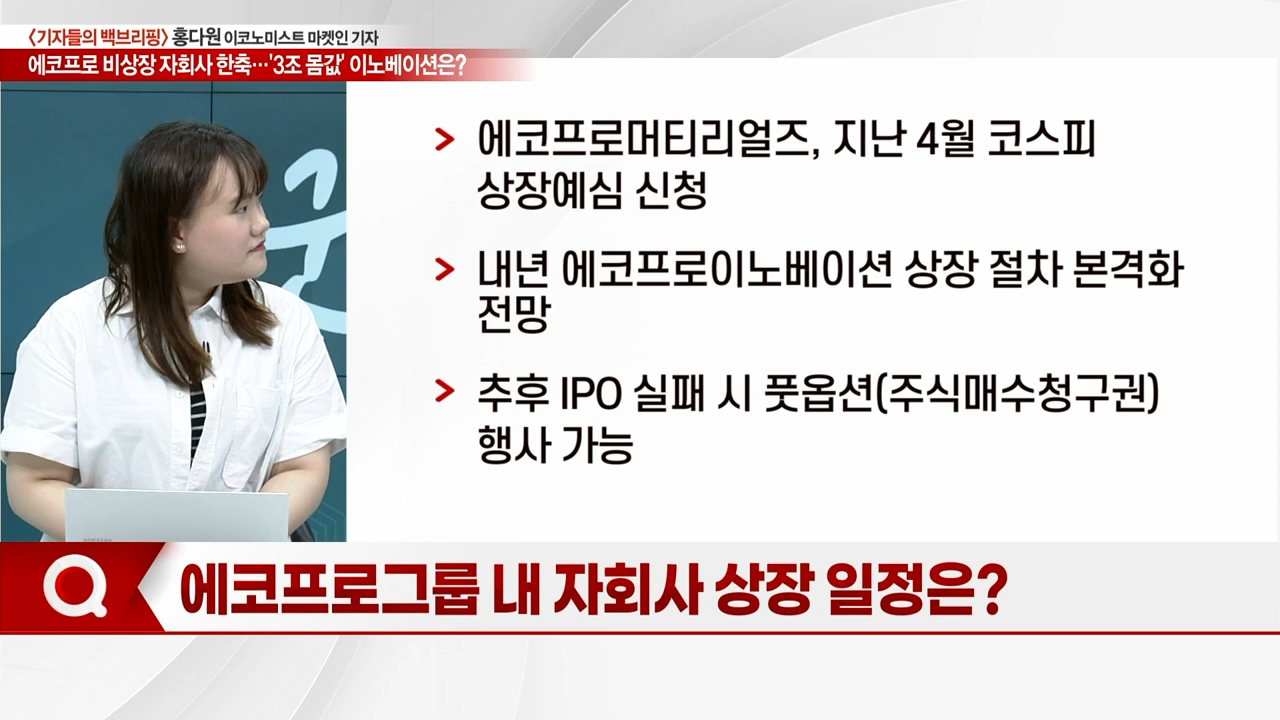 <기자들의 백브리핑> 홍다원 이코노미스트 마켓인 기자
에코프로 비상장 자회사 한축…'3조 몸값' 이노베이션은?
> 에코프로머티리얼즈, 지난 4월 코스피
상장예심 신청
> 내년 에코프로이노베이션 상장 절차 본격화
전망
> 추후 IPO 실패 시 풋옵션(주식매수청구권)
행사 가능
Q 에코프로그룹 내 자회사 상장 일정은?